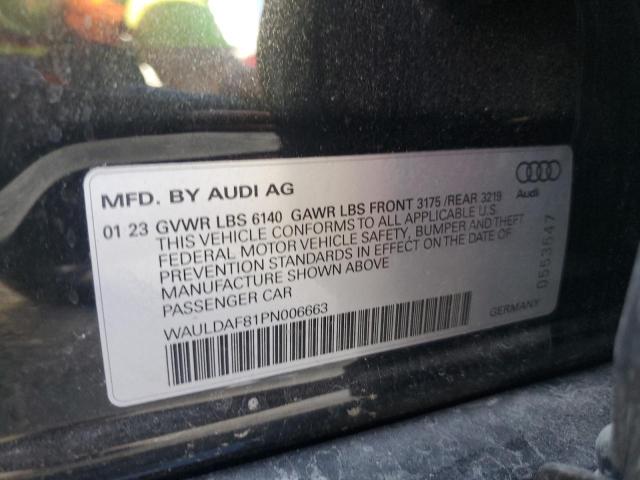 MFD. BY AUDI AG
Audi
01 23 GVWR LBS 6140 GAWR LBS FRONT 3175 /REAR 3219
THIS VEHICLE CONFORMS TO ALL APPLICABLE U.S.
FEDERAL MOTOR VEHICLE SAFETY, BUMPER AND THEFT
PREVENTION STANDARDS IN EFFECT ON THE DATE OF
MANUFACTURE SHOWN ABOVE
PASSENGER CAR
WAULDAF81PN006663
GERMANY
0553547